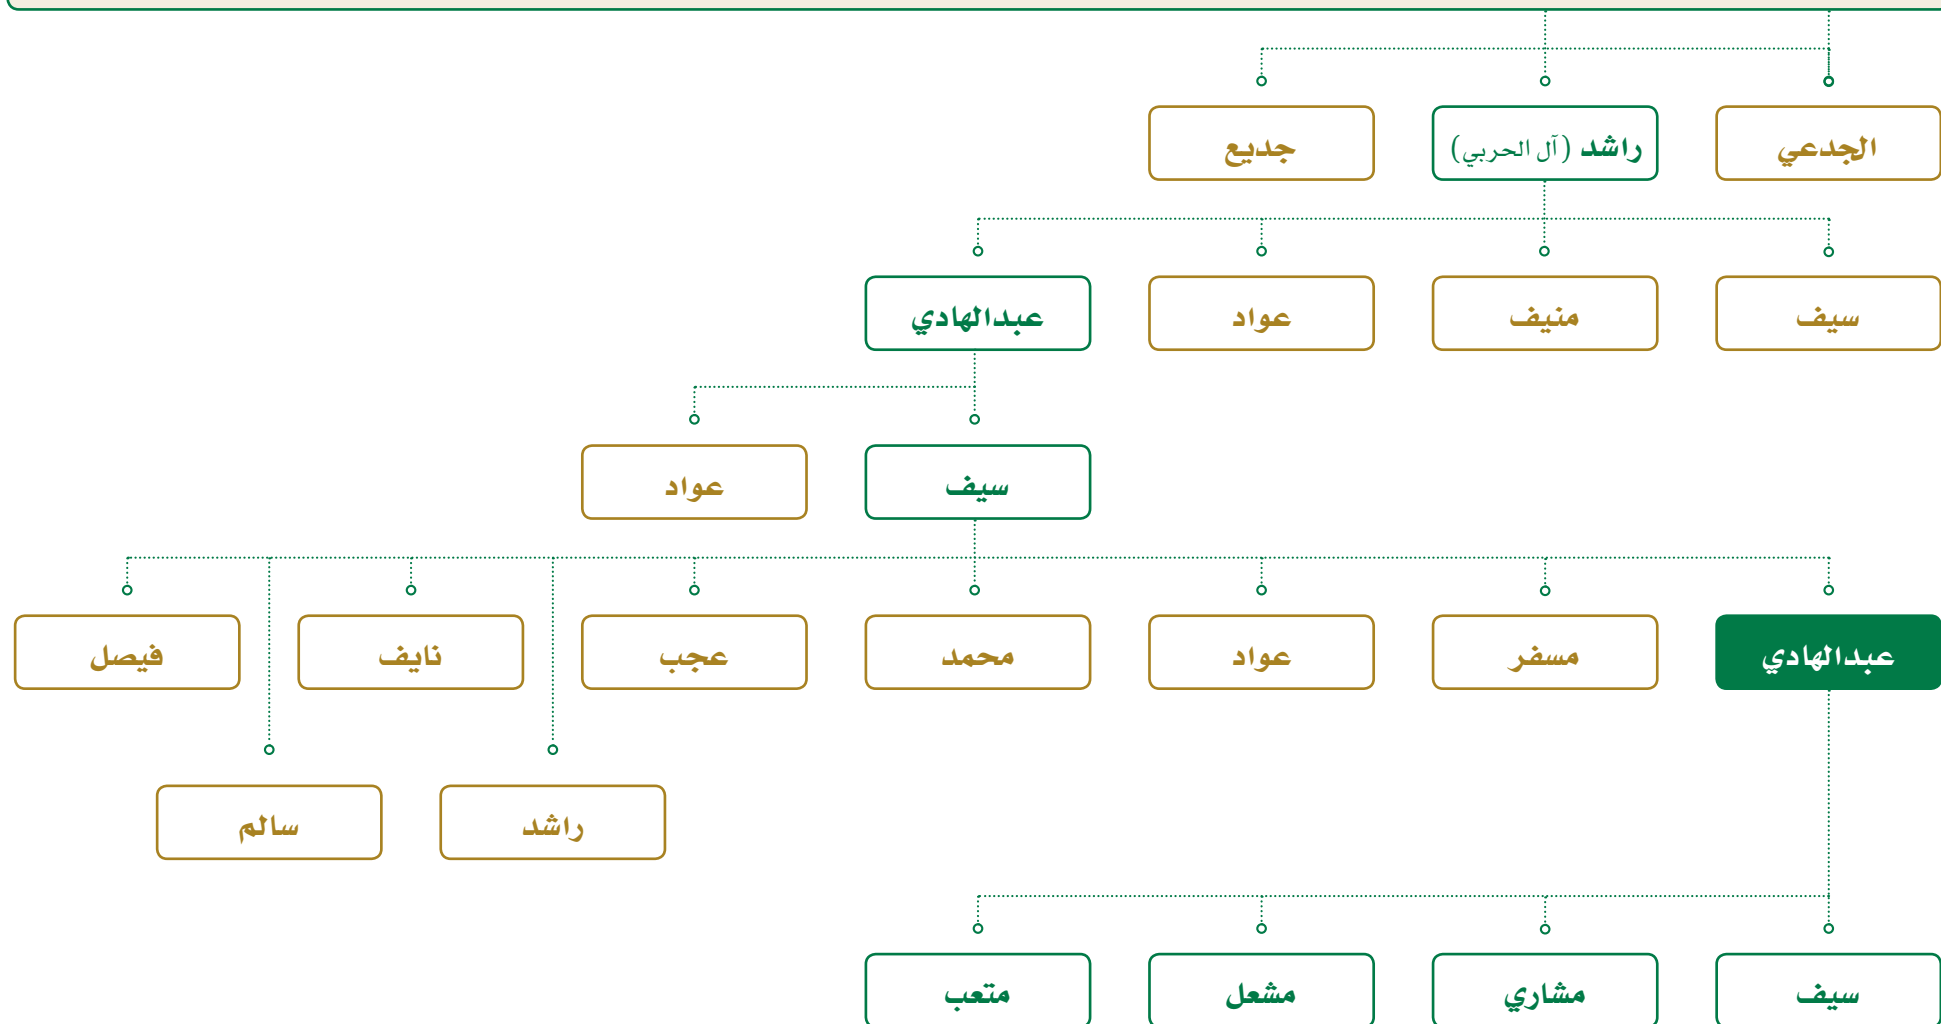 الجدعي
راشد (آل الحربي)
جديع
سيف
منيف
عواد
عبدالهادي
سيف
عواد
عبدالهادي
مسفر
عواد
محمد
عجب
نايف
فيصل
راشد
سالم
سيف
مشاري
مشعل
متعب